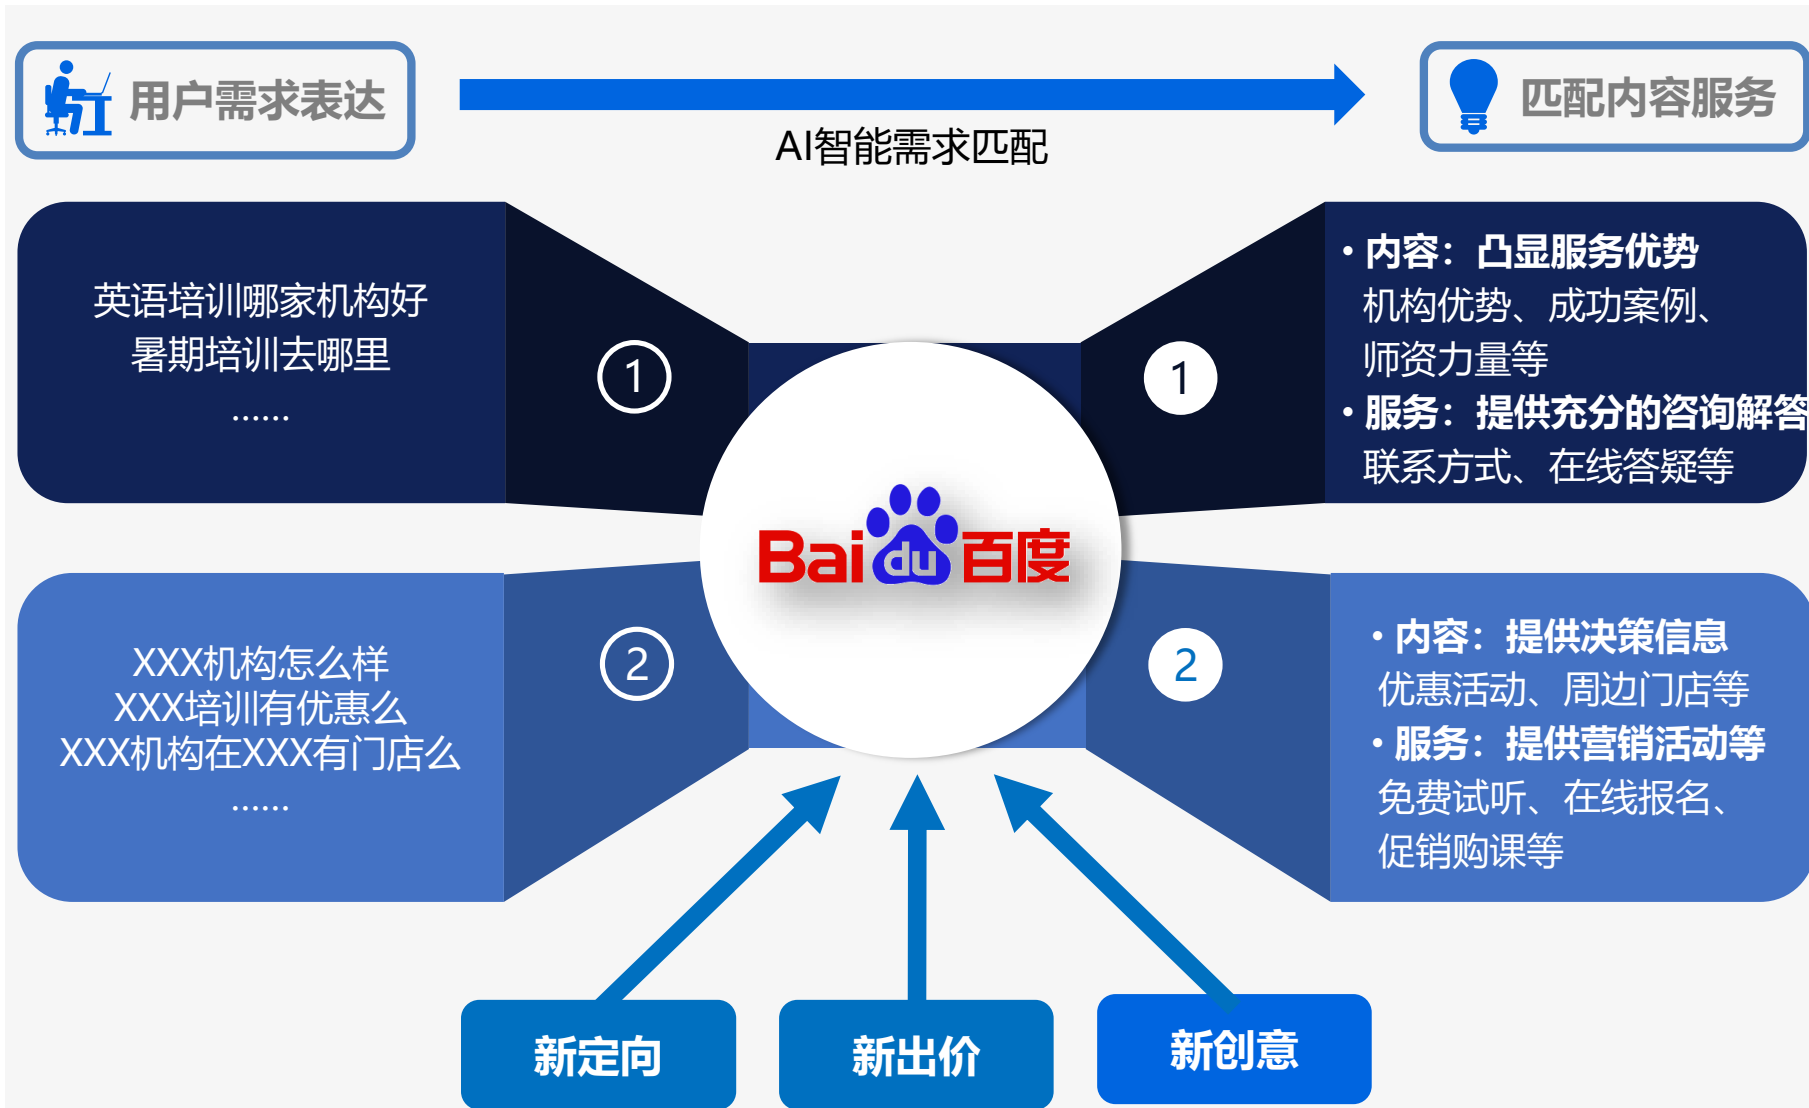 用户需求表达
AI智能需求匹配
匹配内容服务
英语培训哪家机构好
暑期培训去哪里
......
1
1
• 内容：凸显服务优势
机构优势、成功案例、
师资力量等
• 服务：提供充分的咨询解答
联系方式、在线答疑等
Baidu百度
XXX机构怎么样
XXX培训有优惠么
XXX机构在XXX有门店么
......
2
2
• 内容：提供决策信息
优惠活动、周边门店等
• 服务：提供营销活动等
免费试听、在线报名、
促销购课等
新定向
新出价
新创意